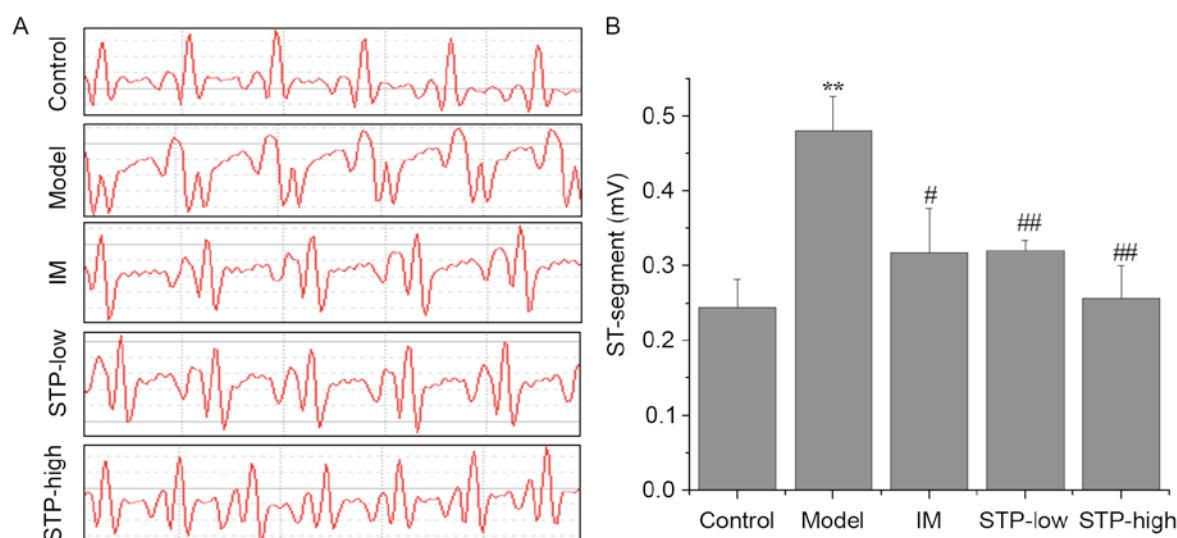 A
Control
Model
IM
STP-low
STP-high
B
ST-segment (mV)
0.5
0.4
0.3
0.2
0.1
0.0
**
#
##
##
Control Model IM STP-low STP-high